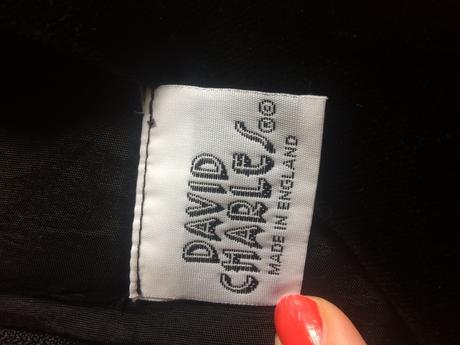 DAVID
CHARLES ®
MADE IN ENGLAND